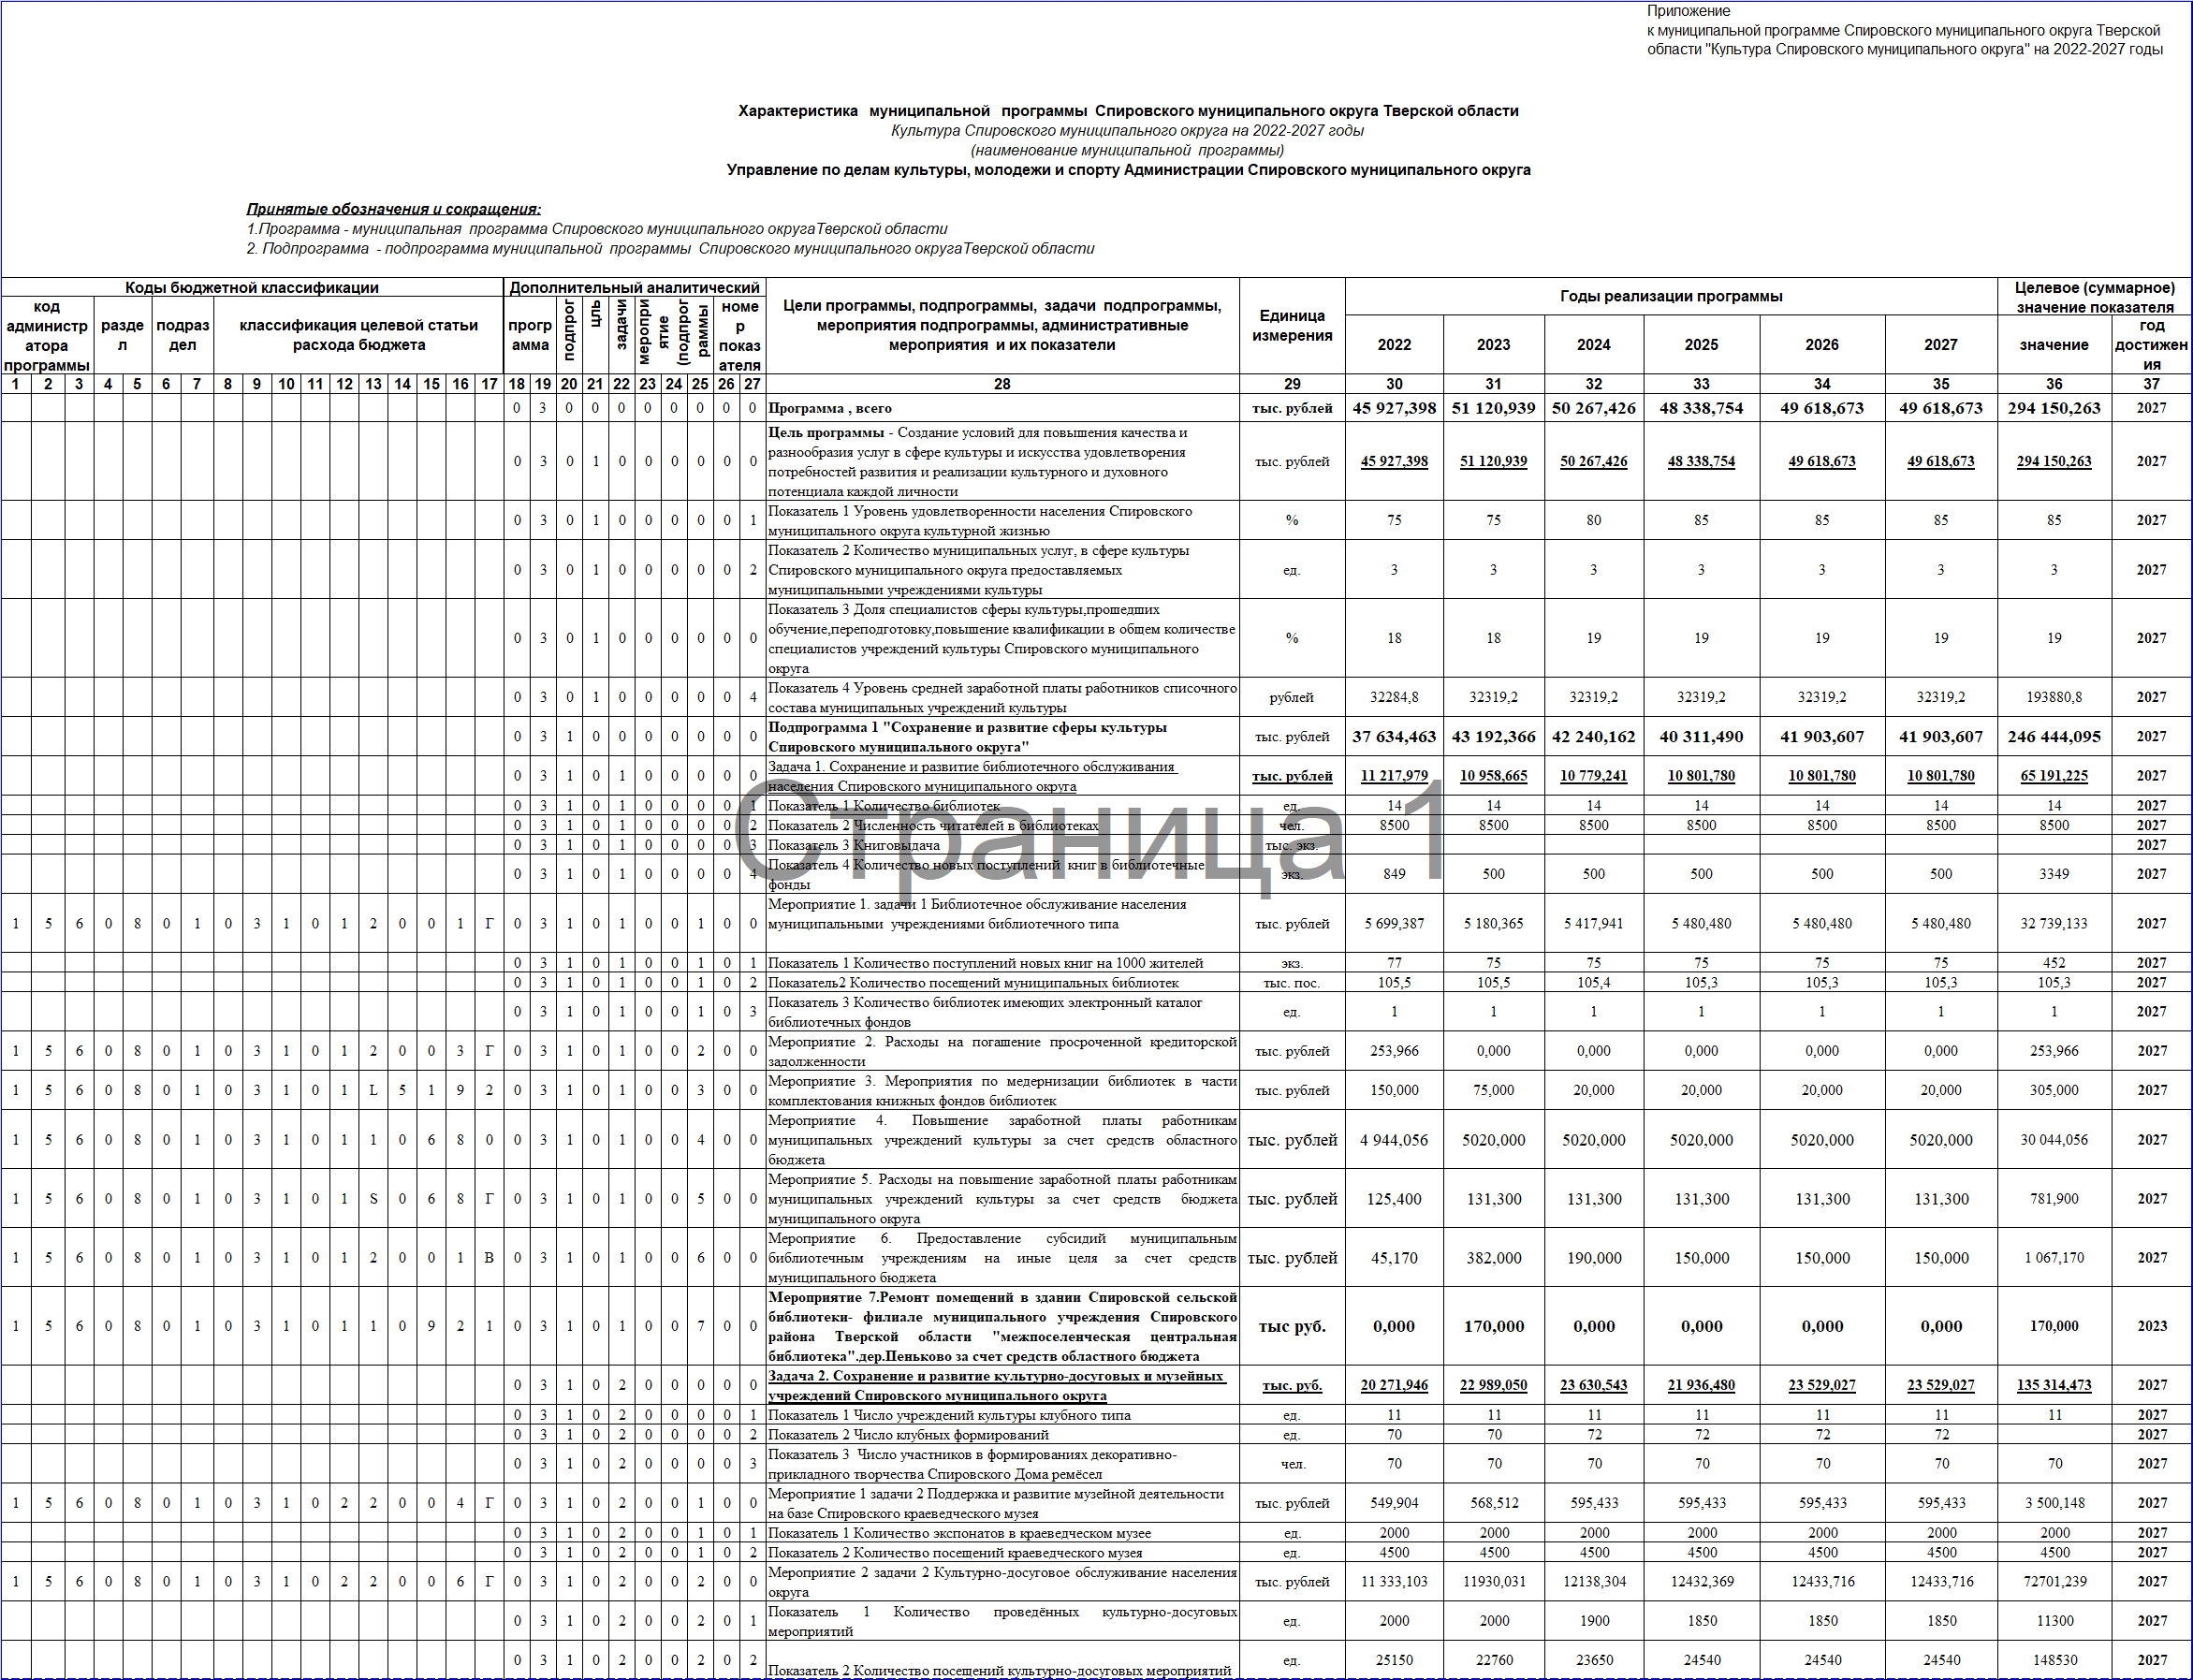 Приложение
к муниципальной программе Спировского муниципального округа Тверской
области "Культура Спировского муниципального округа" на 2022-2027 годы
Характеристика муниципальной программы Спировского муниципального округа Тверской области
Культура Спировского муниципального округа на 2022-2027 годы
(наименование муниципальной программы)
Управление по делам культуры, молодежи и спорту Администрации Спировского муниципального округа
Принятые обозначения и сокращения:
1.Программа - муниципальная программа Спировского муниципального округаТверской области
2. Подпрограмма - подпрограмма муниципальной программы Спировского муниципального округаТверской области
Коды бюджетной классификации
Дополнительный аналитический
Цели программы, подпрограммы, задачи подпрограммы,
мероприятия подпрограммы, административные
мероприятия и их показатели
Единица
измерения
Годы реализации программы
Целевое (суммарное)
значение показателя
код
администр
атора
программы
разде
л
подраз
дел
классификация целевой статьи
расхода бюджета
прогр
амма
подпрог
цль
задачи
меропри
ятие
(подпрог
раммы
номе
р
показ
ателя
2022 2023 2024 2025 2026 2027 значение
год
достижен
ия
1 2 3 4 5 6 7 8 9 10 11 12 13 14 15 16 17 18 19 20 21 22 23 24 25 26 27 28 29 30 31 32 33 34 35 36 37
0 3 0 0 0 0 0 0 0 0 Программа , всего тыс. рублей 45 927,398 51 120,939 50 267,426 48 338,754 49 618,673 49 618,673 294 150,263 2027
Цель программы - Создание условий для повышения качества и
разнообразия услуг в сфере культуры и искусства удовлетворения
потребностей развития и реализации культурного и духовного
потенциала каждой личности
0 3 0 1 0 0 0 0 0 0 тыс. рублей 45 927,398 51 120,939 50 267,426 48 338,754 49 618,673 49 618,673 294 150,263 2027
Показатель 1 Уровень удовлетворенности населения Спировского
муниципального округа культурной жизнью
0 3 0 1 0 0 0 0 0 1 % 75 75 80 85 85 85 85 2027
Показатель 2 Количество муниципальных услуг, в сфере культуры
Спировского муниципального округа предоставляемых
муниципальными учреждениями культуры
0 3 0 1 0 0 0 0 0 2 ед. 3 3 3 3 3 3 3 2027
Показатель 3 Доля специалистов сферы культуры,прошедших
обучение,переподготовку,повышение квалификации в общем количестве
специалистов учреждений культуры Спировского муниципального
округа
0 3 0 1 0 0 0 0 0 0 % 18 18 19 19 19 19 19 2027
Показатель 4 Уровень средней заработной платы работников списочного
состава муниципальных учреждений культуры
0 3 0 1 0 0 0 0 0 4 рублей 32284,8 32319,2 32319,2 32319,2 32319,2 32319,2 193880,8 2027
Подпрограмма 1 "Сохранение и развитие сферы культуры
Спировского муниципального округа"
0 3 1 0 0 0 0 0 0 0 тыс. рублей 37 634,463 43 192,366 42 240,162 40 311,490 41 903,607 41 903,607 246 444,095 2027
Задача 1. Сохранение и развитие библиотечного обслуживания
населения Спировского муниципального округа
0 3 1 0 1 0 0 0 0 0 тыс. рублей 11 217,979 10 958,665 10 779,241 10 801,780 10 801,780 10 801,780 65 191,225 2027
0 3 1 0 1 0 0 0 0 1 Показатель 1 Количество библиотек ед. 14 14 14 14 14 14 14 2027
0 3 1 0 1 0 0 0 0 2 Показатель 2 Численность читателей в библиотеках чел. 8500 8500 8500 8500 8500 8500 8500 2027
0 3 1 0 1 0 0 0 0 3 Показатель 3 Книговыдача тыс. экз. 2027
Показатель 4 Количество новых поступлений книг в библиотечные
фонды
0 3 1 0 1 0 0 0 0 4 экз. 849 500 500 500 500 500 3349 2027
Страница 1
Мероприятие 1. задачи 1 Библиотечное обслуживание населения
муниципальными учреждениями библиотечного типа
1 5 6 0 8 0 1 0 3 1 0 1 2 0 0 1 Г 0 3 1 0 1 0 0 1 0 0 тыс. рублей 5 699,387 5 180,365 5 417,941 5 480,480 5 480,480 5 480,480 32 739,133 2027
0 3 1 0 1 0 0 1 0 1 Показатель 1 Количество поступлений новых книг на 1000 жителей экз. 77 75 75 75 75 75 452 2027
0 3 1 0 1 0 0 1 0 2 Показатель2 Количество посещений муниципальных библиотек тыс. пос. 105,5 105,5 105,4 105,3 105,3 105,3 105,3 2027
Показатель 3 Количество библиотек имеющих электронный каталог
библиотечных фондов
0 3 1 0 1 0 0 1 0 3 ед. 1 1 1 1 1 1 1 2027
Мероприятие 2. Расходы на погашение просроченной кредиторской
задолженности
1 5 6 0 8 0 1 0 3 1 0 1 2 0 0 3 Г 0 3 1 0 1 0 0 2 0 0 тыс. рублей 253,966 0,000 0,000 0,000 0,000 0,000 253,966 2027
Мероприятие 3. Мероприятия по медернизации библиотек в части
комплектования книжных фондов библиотек
1 5 6 0 8 0 1 0 3 1 0 1 L 5 1 9 2 0 3 1 0 1 0 0 3 0 0 тыс. рублей 150,000 75,000 20,000 20,000 20,000 20,000 305,000 2027
Мероприятие 4. Повышение заработной платы работникам
муниципальных учреждений культуры за счет средств областного
бюджета
1 5 6 0 8 0 1 0 3 1 0 1 1 0 6 8 0 0 3 1 0 1 0 0 4 0 0 тыс. рублей 4 944,056 5020,000 5020,000 5020,000 5020,000 5020,000 30 044,056 2027
Мероприятие 5. Расходы на повышение заработной платы работникам
муниципальных учреждений культуры за счет средств бюджета
муниципального округа
1 5 6 0 8 0 1 0 3 1 0 1 S 0 6 8 Г 0 3 1 0 1 0 0 5 0 0 тыс. рублей 125,400 131,300 131,300 131,300 131,300 131,300 781,900 2027
Мероприятие 6. Предоставление субсидий муниципальным
библиотечным учреждениям на иные целя за счет средств
муниципального бюджета
1 5 6 0 8 0 1 0 3 1 0 1 2 0 0 1 В 0 3 1 0 1 0 0 6 0 0 тыс. рублей 45,170 382,000 190,000 150,000 150,000 150,000 1 067,170 2027
Мероприятие 7.Ремонт помещений в здании Спировской сельской
библиотеки- филиале муниципального учреждения Спировского
района Тверской области "межпоселенческая центральная
библиотека".дер.Пеньково за счет средств областного бюджета
1 5 6 0 8 0 1 0 3 1 0 1 1 0 9 2 1 0 3 1 0 1 0 0 7 0 0 тыс руб. 0,000 170,000 0,000 0,000 0,000 0,000 170,000 2023
Задача 2. Сохранение и развитие культурно-досуговых и музейных
учреждений Спировского муниципального округа
0 3 1 0 2 0 0 0 0 0 тыс. руб. 20 271,946 22 989,050 23 630,543 21 936,480 23 529,027 23 529,027 135 314,473 2027
0 3 1 0 2 0 0 0 0 1 Показатель 1 Число учреждений культуры клубного типа ед. 11 11 11 11 11 11 11 2027
0 3 1 0 2 0 0 0 0 2 Показатель 2 Число клубных формирований ед. 70 70 72 72 72 72 2027
Показатель 3 Число участников в формированиях декоративно-
прикладного творчества Спировского Дома ремёсел
0 3 1 0 2 0 0 0 0 3 чел. 70 70 70 70 70 70 70 2027
Мероприятие 1 задачи 2 Поддержка и развитие музейной деятельности
на базе Спировского краеведческого музея
1 5 6 0 8 0 1 0 3 1 0 2 2 0 0 4 Г 0 3 1 0 2 0 0 1 0 0 тыс. рублей 549,904 568,512 595,433 595,433 595,433 595,433 3 500,148 2027
0 3 1 0 2 0 0 1 0 1 Показатель 1 Количество экспонатов в краеведческом музее ед. 2000 2000 2000 2000 2000 2000 2000 2027
0 3 1 0 2 0 0 1 0 2 Показатель 2 Количество посещений краеведческого музея ед. 4500 4500 4500 4500 4500 4500 4500 2027
Мероприятие 2 задачи 2 Культурно-досуговое обслуживание населения
округа
1 5 6 0 8 0 1 0 3 1 0 2 2 0 0 6 Г 0 3 1 0 2 0 0 2 0 0 тыс. рублей 11 333,103 11930,031 12138,304 12432,369 12433,716 12433,716 72701,239 2027
Показатель 1 Количество проведённых культурно-досуговых
мероприятий
0 3 1 0 2 0 0 2 0 1 ед. 2000 2000 1900 1850 1850 1850 11300 2027
0 3 1 0 2 0 0 2 0 2 Показатель 2 Количество посещений культурно-досуговых мероприятий ед. 25150 22760 23650 24540 24540 24540 148530 2027